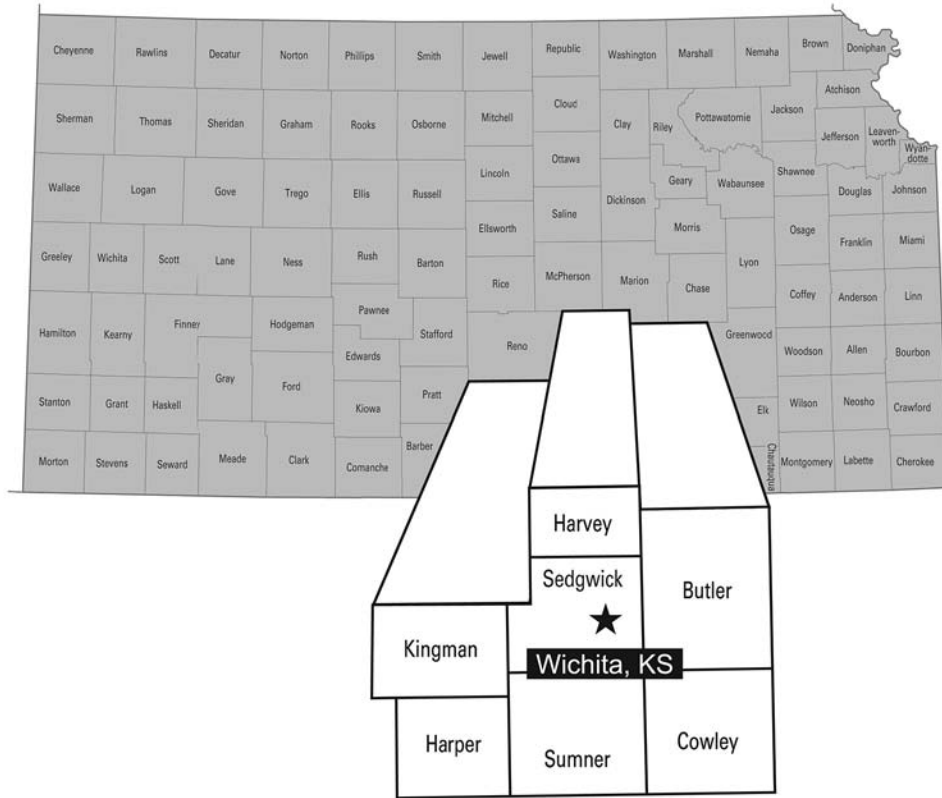 Cheyenne
Rawlins
Decatur
Norton
Phillips
Smith
Jewell
Republic
Washington
Marshall
Nemaha
Brown
Doniphan
Sherman
Thomas
Sheridan
Graham
Rooks
Osborne
Mitchell
Cloud
Clay
Riley
Pottawatomie
Jackson
Atchison
Jefferson
Leaven-
worth
Wyan-
dotte
Wallace
Logan
Gove
Trego
Ellis
Russell
Lincoln
Ottawa
Dickinson
Geary
Wabaunsee
Shawnee
Douglas
Johnson
Ellsworth
Saline
Morris
Osage
Franklin
Miami
Greeley
Wichita
Scott
Lane
Ness
Rush
Barton
Rice
McPherson
Marion
Chase
Lyon
Coffey
Anderson
Linn
Hamilton
Kearny
Finney
Hodgeman
Pawnee
Stafford
Edwards
Reno
Greenwood
Woodson
Allen
Bourbon
Stanton
Grant
Haskell
Gray
Ford
Kiowa
Pratt
Elk
Wilson
Neosho
Crawford
Morton
Stevens
Seward
Meade
Clark
Comanche
Barber
Chautauqua
Montgomery
Labette
Cherokee
Harvey
Sedgwick
Butler
Kingman
Wichita, KS
Harper
Sumner
Cowley